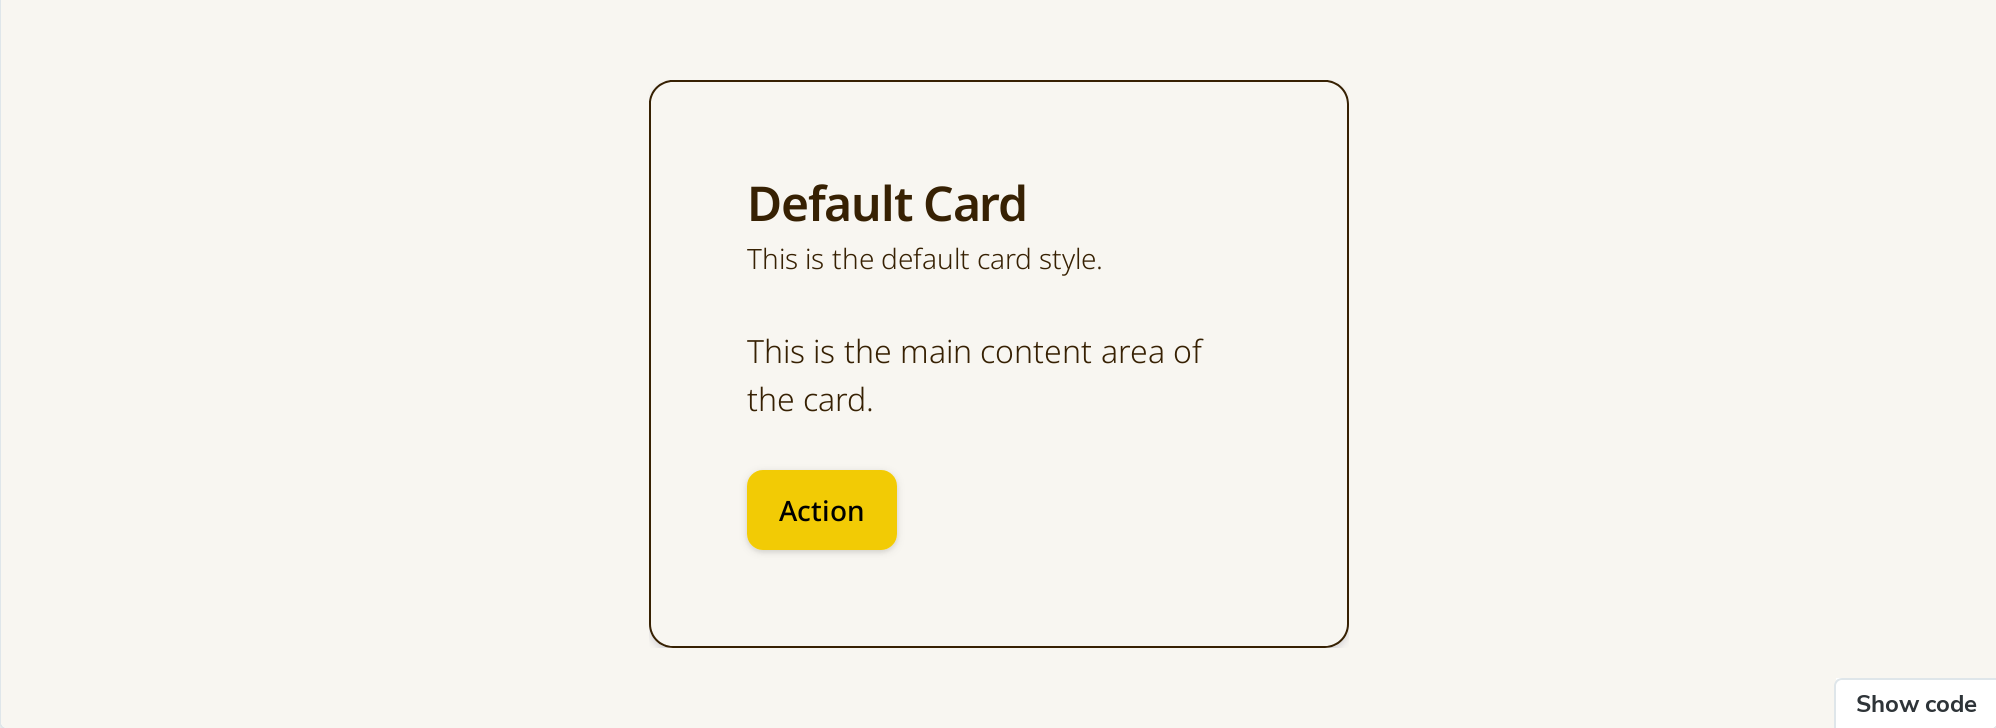 Default Card
This is the default card style.
This is the main content area of
the card.
Action
Show code